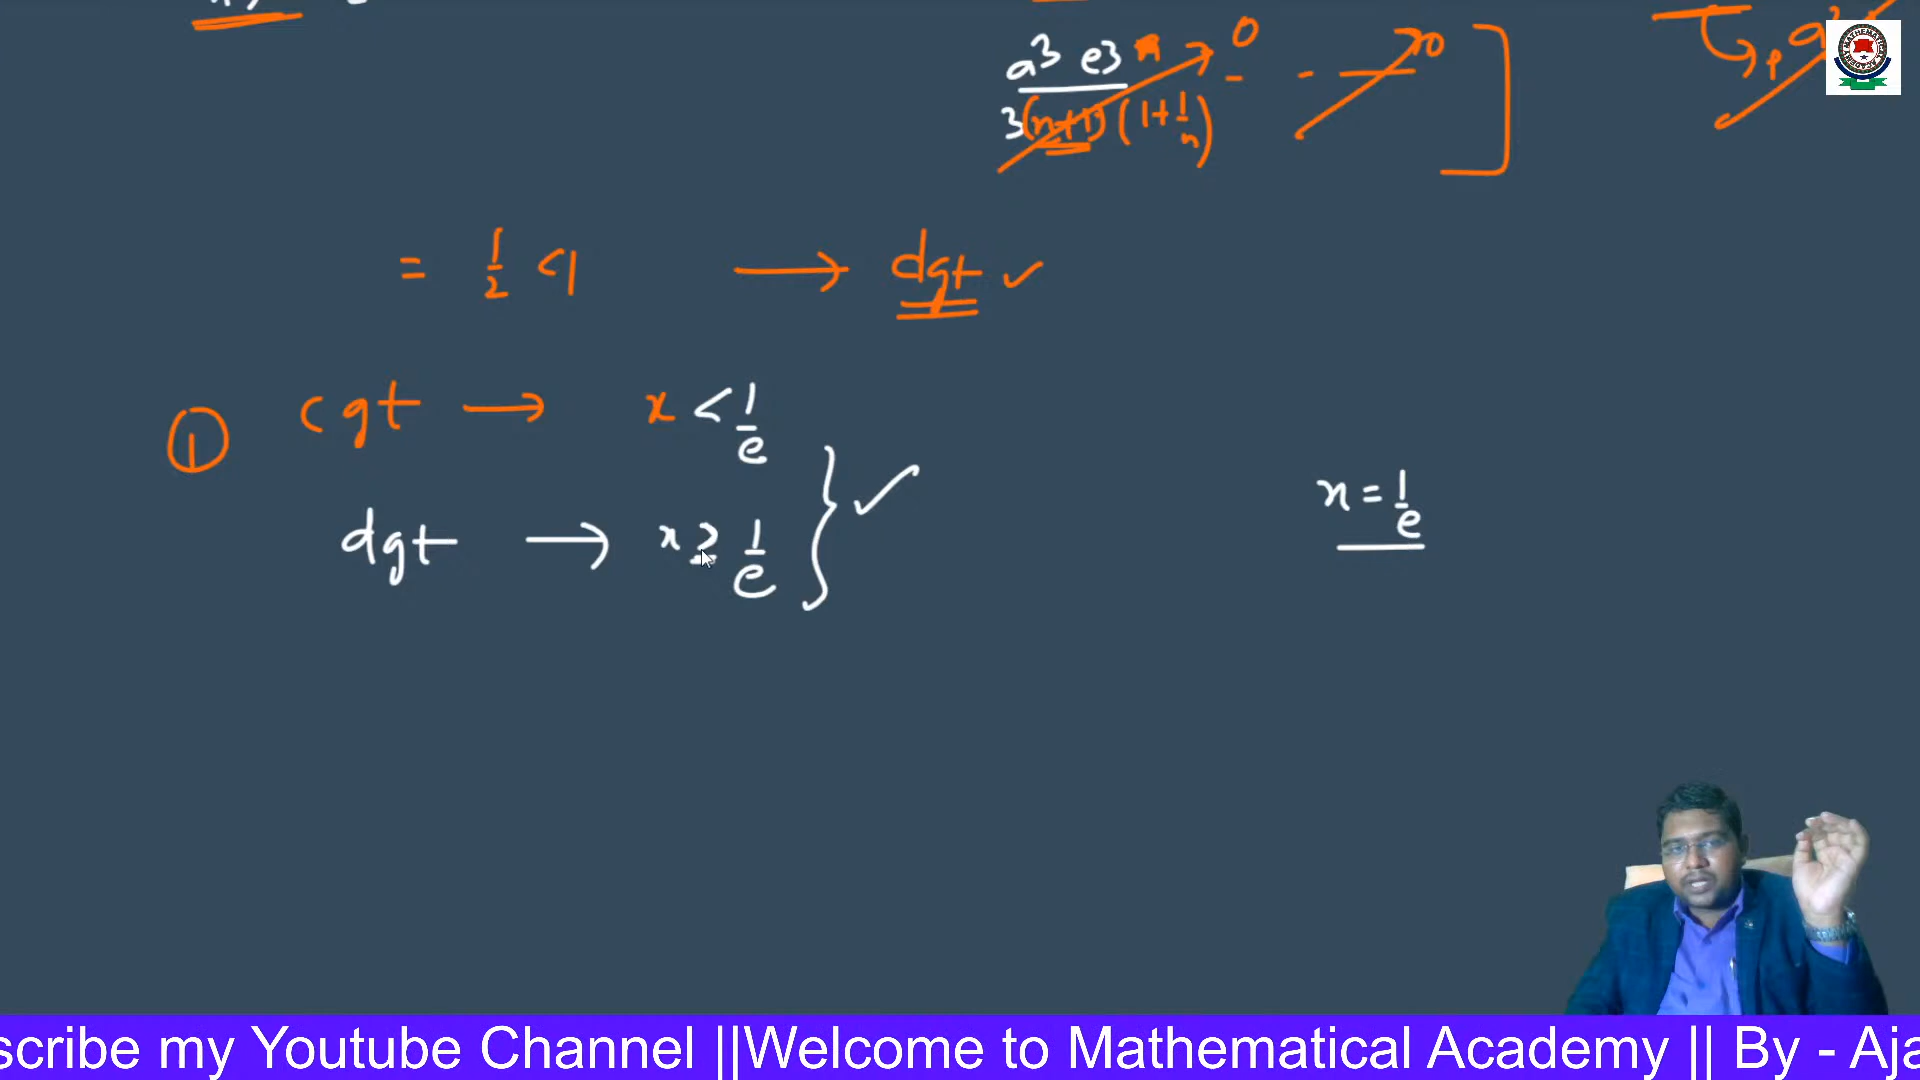 a3 e3 n → 0 - - — → 0 ]
3(n+1) (1+ 1/n)
= 1/2 <1 → dgt ✓
① cgt → x < 1/e
x = 1/e
dgt → x ≥ 1/e } ✓
scribe my Youtube Channel ||Welcome to Mathematical Academy || By - Aja